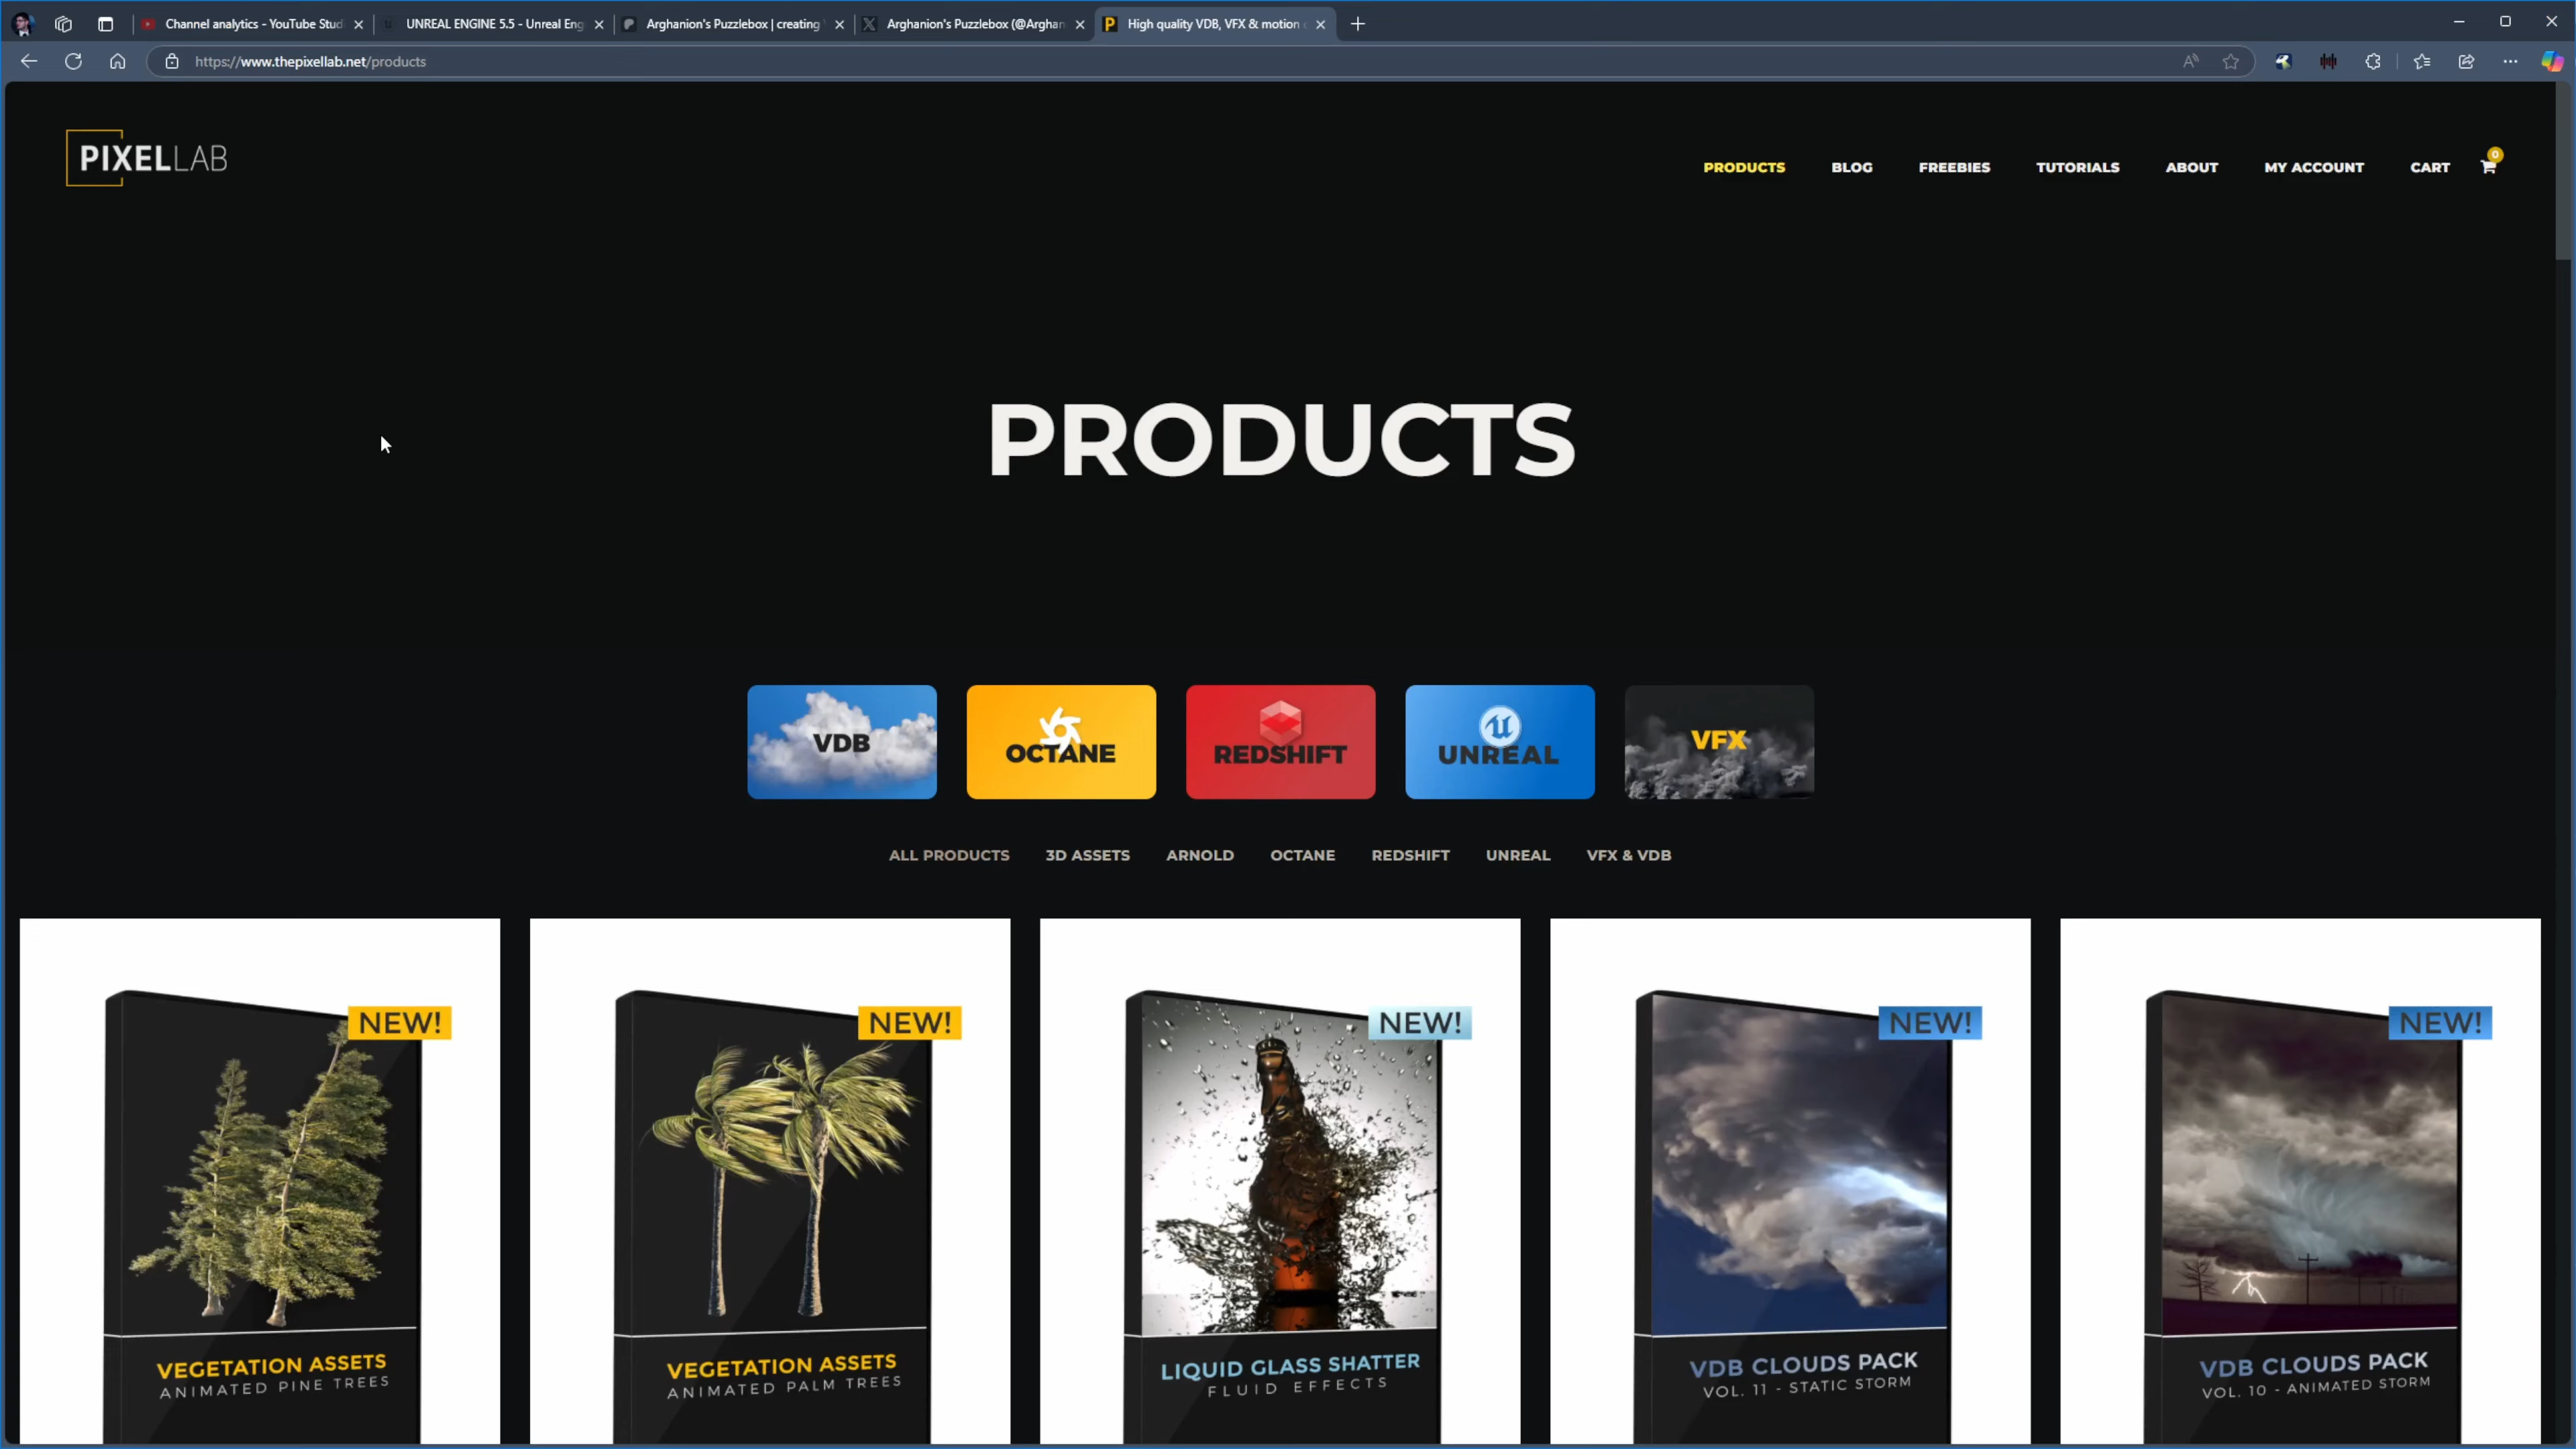 Channel analytics - YouTube Stud
UNREAL ENGINE 5.5 - Unreal Eng
Arghanion's Puzzlebox | creating
Arghanion's Puzzlebox (@Arghan
High quality VDB, VFX & motion
https://www.thepixellab.net/products
PIXELLAB
PRODUCTS
BLOG
FREEBIES
TUTORIALS
ABOUT
MY ACCOUNT
CART
0
PRODUCTS
VDB
OCTANE
REDSHIFT
UNREAL
VFX
ALL PRODUCTS
3D ASSETS
ARNOLD
OCTANE
REDSHIFT
UNREAL
VFX & VDB
NEW!
VEGETATION ASSETS
ANIMATED PINE TREES
NEW!
VEGETATION ASSETS
ANIMATED PALM TREES
NEW!
LIQUID GLASS SHATTER
FLUID EFFECTS
NEW!
VDB CLOUDS PACK
VOL. 11 - STATIC STORM
NEW!
VDB CLOUDS PACK
VOL. 10 - ANIMATED STORM